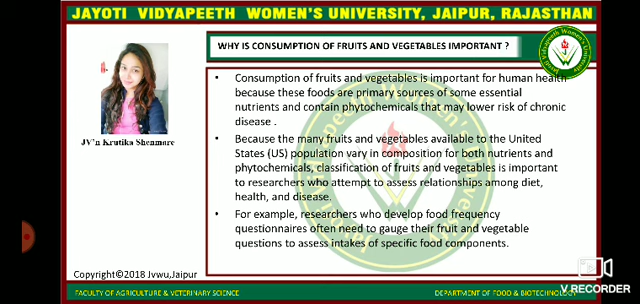 JAYOTI VIDYAPEETH WOMEN'S UNIVERSITY, JAIPUR, RAJASTHAN
WHY IS CONSUMPTION OF FRUITS AND VEGETABLES IMPORTANT ?
JV'n Krutika Shenmare
• Consumption of fruits and vegetables is important for human health
because these foods are primary sources of some essential
nutrients and contain phytochemicals that may lower risk of chronic
disease .
• Because the many fruits and vegetables available to the United
States (US) population vary in composition for both nutrients and
phytochemicals, classification of fruits and vegetables is important
to researchers who attempt to assess relationships among diet,
health, and disease.
• For example, researchers who develop food frequency
questionnaires often need to gauge their fruit and vegetable
questions to assess intakes of specific food components.
Copyright©2018 Jvwu,Jaipur
V RECORDER
FACULTY OF AGRICULTURE & VETERINARY SCIENCE
DEPARTMENT OF FOOD & BIOTECHNOLOGY